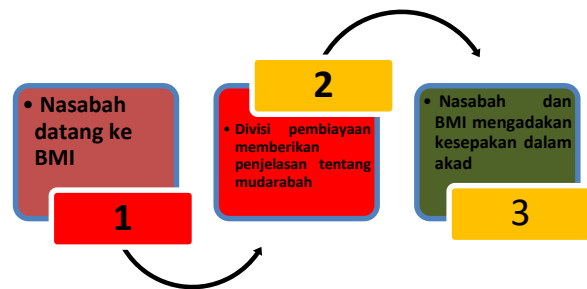 • Nasabah
datang ke
BMI
1
2
• Divisi pembiayaan
memberikan
penjelasan tentang
mudarabah
• Nasabah dan
BMI mengadakan
kesepakan dalam
akad
3